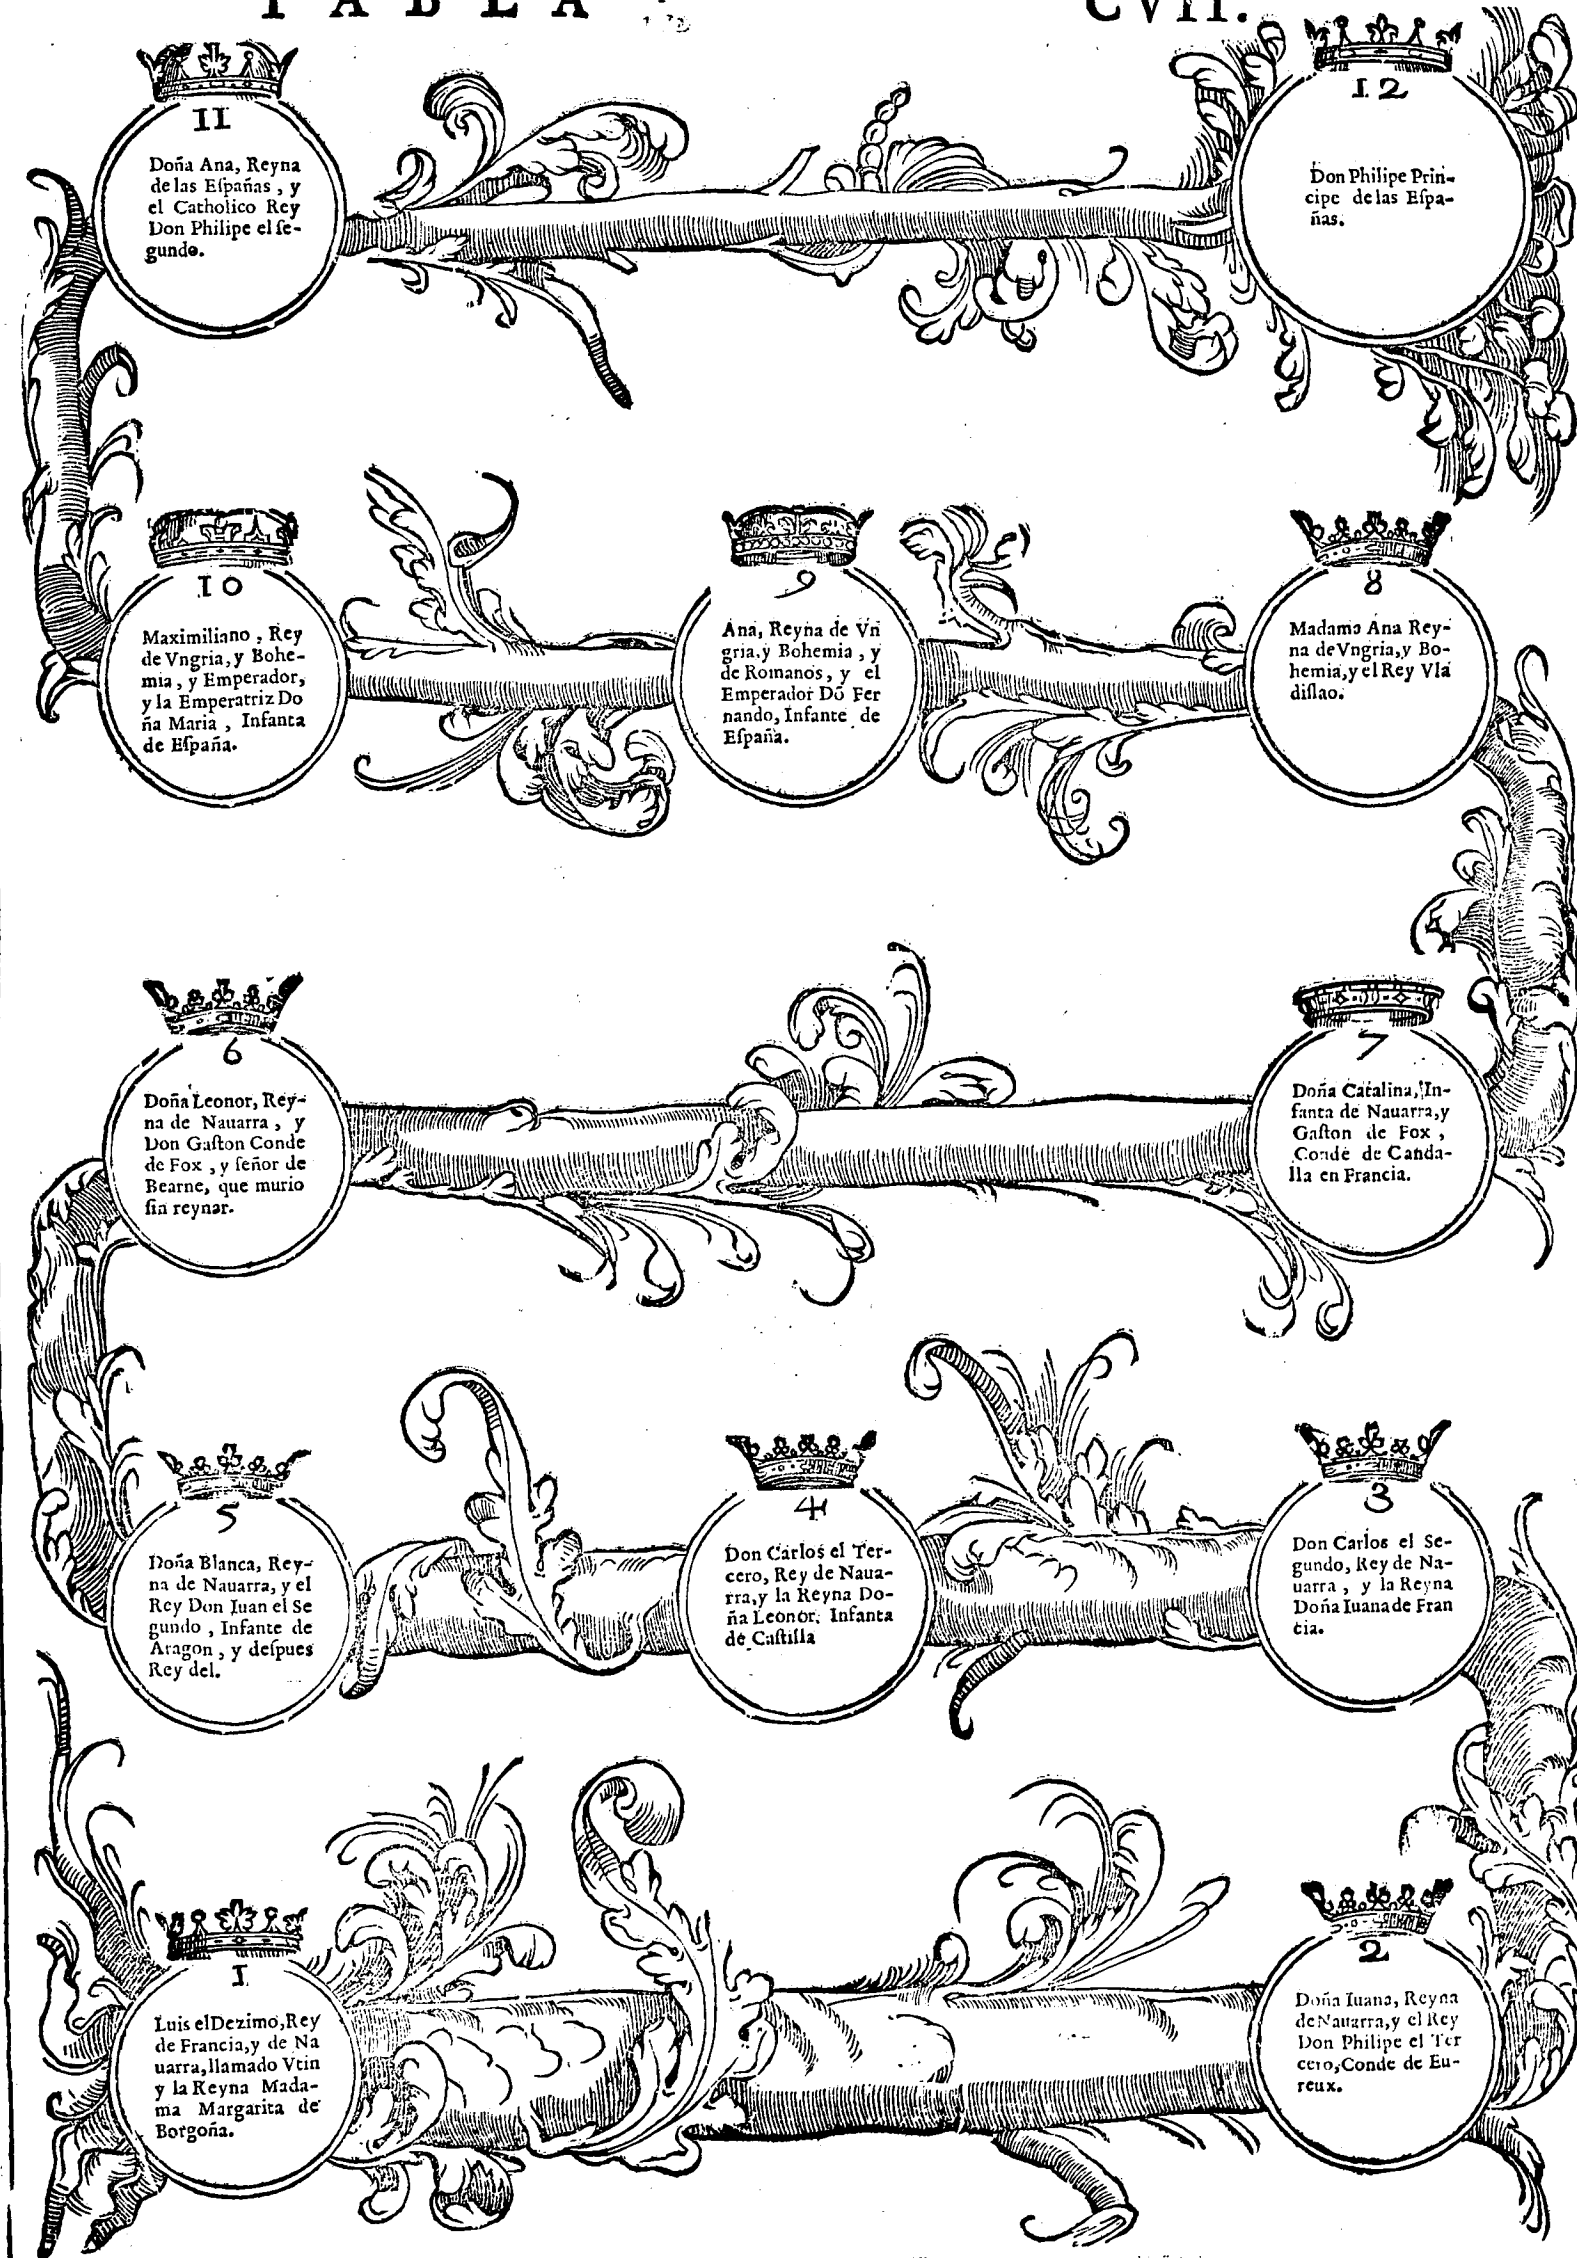 TABLA CVII.
11
Doña Ana, Reyna
de las Eſpañas, y
el Catholico Rey
Don Philipe el ſe-
gundo.
12
Don Philipe Prin-
cipe de las Eſpa-
ñas.
10
Maximiliano, Rey
de Vngria, y Bohe-
mia, y Emperador,
y la Emperatriz Do
ña Maria, Infanta
de Eſpaña.
9
Ana, Reyna de Vn
gria, y Bohemia, y
de Romanos, y el
Emperador Dõ Fer
nando, Infante de
Eſpaña.
8
Madama Ana Rey-
na de Vngria, y Bo-
hemia, y el Rey Vla
diſlao.
6
Doña Leonor, Rey-
na de Nauarra, y
Don Gaſton Conde
de Fox, y ſeñor de
Bearne, que murio
ſin reynar.
7
Doña Catalina, In-
fanta de Nauarra, y
Gaſton de Fox,
Conde de Canda-
lla en Francia.
5
Doña Blanca, Rey-
na de Nauarra, y el
Rey Don Iuan el Se
gundo, Infante de
Aragon, y deſpues
Rey del.
4
Don Carlos el Ter-
cero, Rey de Naua-
rra, y la Reyna Do-
ña Leonor, Infanta
de Caſtilla
3
Don Carlos el Se-
gundo, Rey de Na-
uarra, y la Reyna
Doña Iuana de Fran
cia.
1
Luis el Dezimo, Rey
de Francia, y de Na
uarra, llamado Vtin
y la Reyna Mada-
ma Margarita de
Borgoña.
2
Doña Iuana, Reyna
de Nauarra, y el Rey
Don Philipe el Ter
cero, Conde de Eu-
reux.